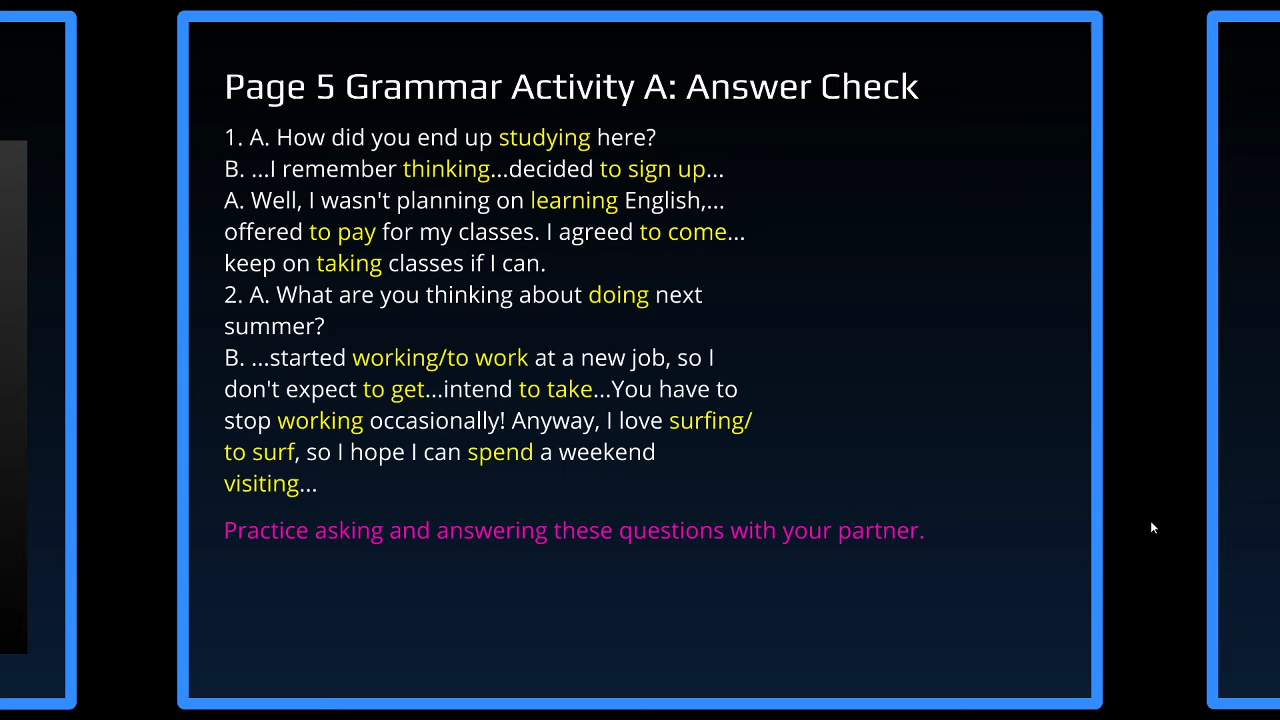 Page 5 Grammar Activity A: Answer Check
1. A. How did you end up studying here?
B. ...I remember thinking...decided to sign up...
A. Well, I wasn't planning on learning English,...
offered to pay for my classes. I agreed to come...
keep on taking classes if I can.
2. A. What are you thinking about doing next
summer?
B. ...started working/to work at a new job, so I
don't expect to get...intend to take...You have to
stop working occasionally! Anyway, I love surfing/
to surf, so I hope I can spend a weekend
visiting...
Practice asking and answering these questions with your partner.